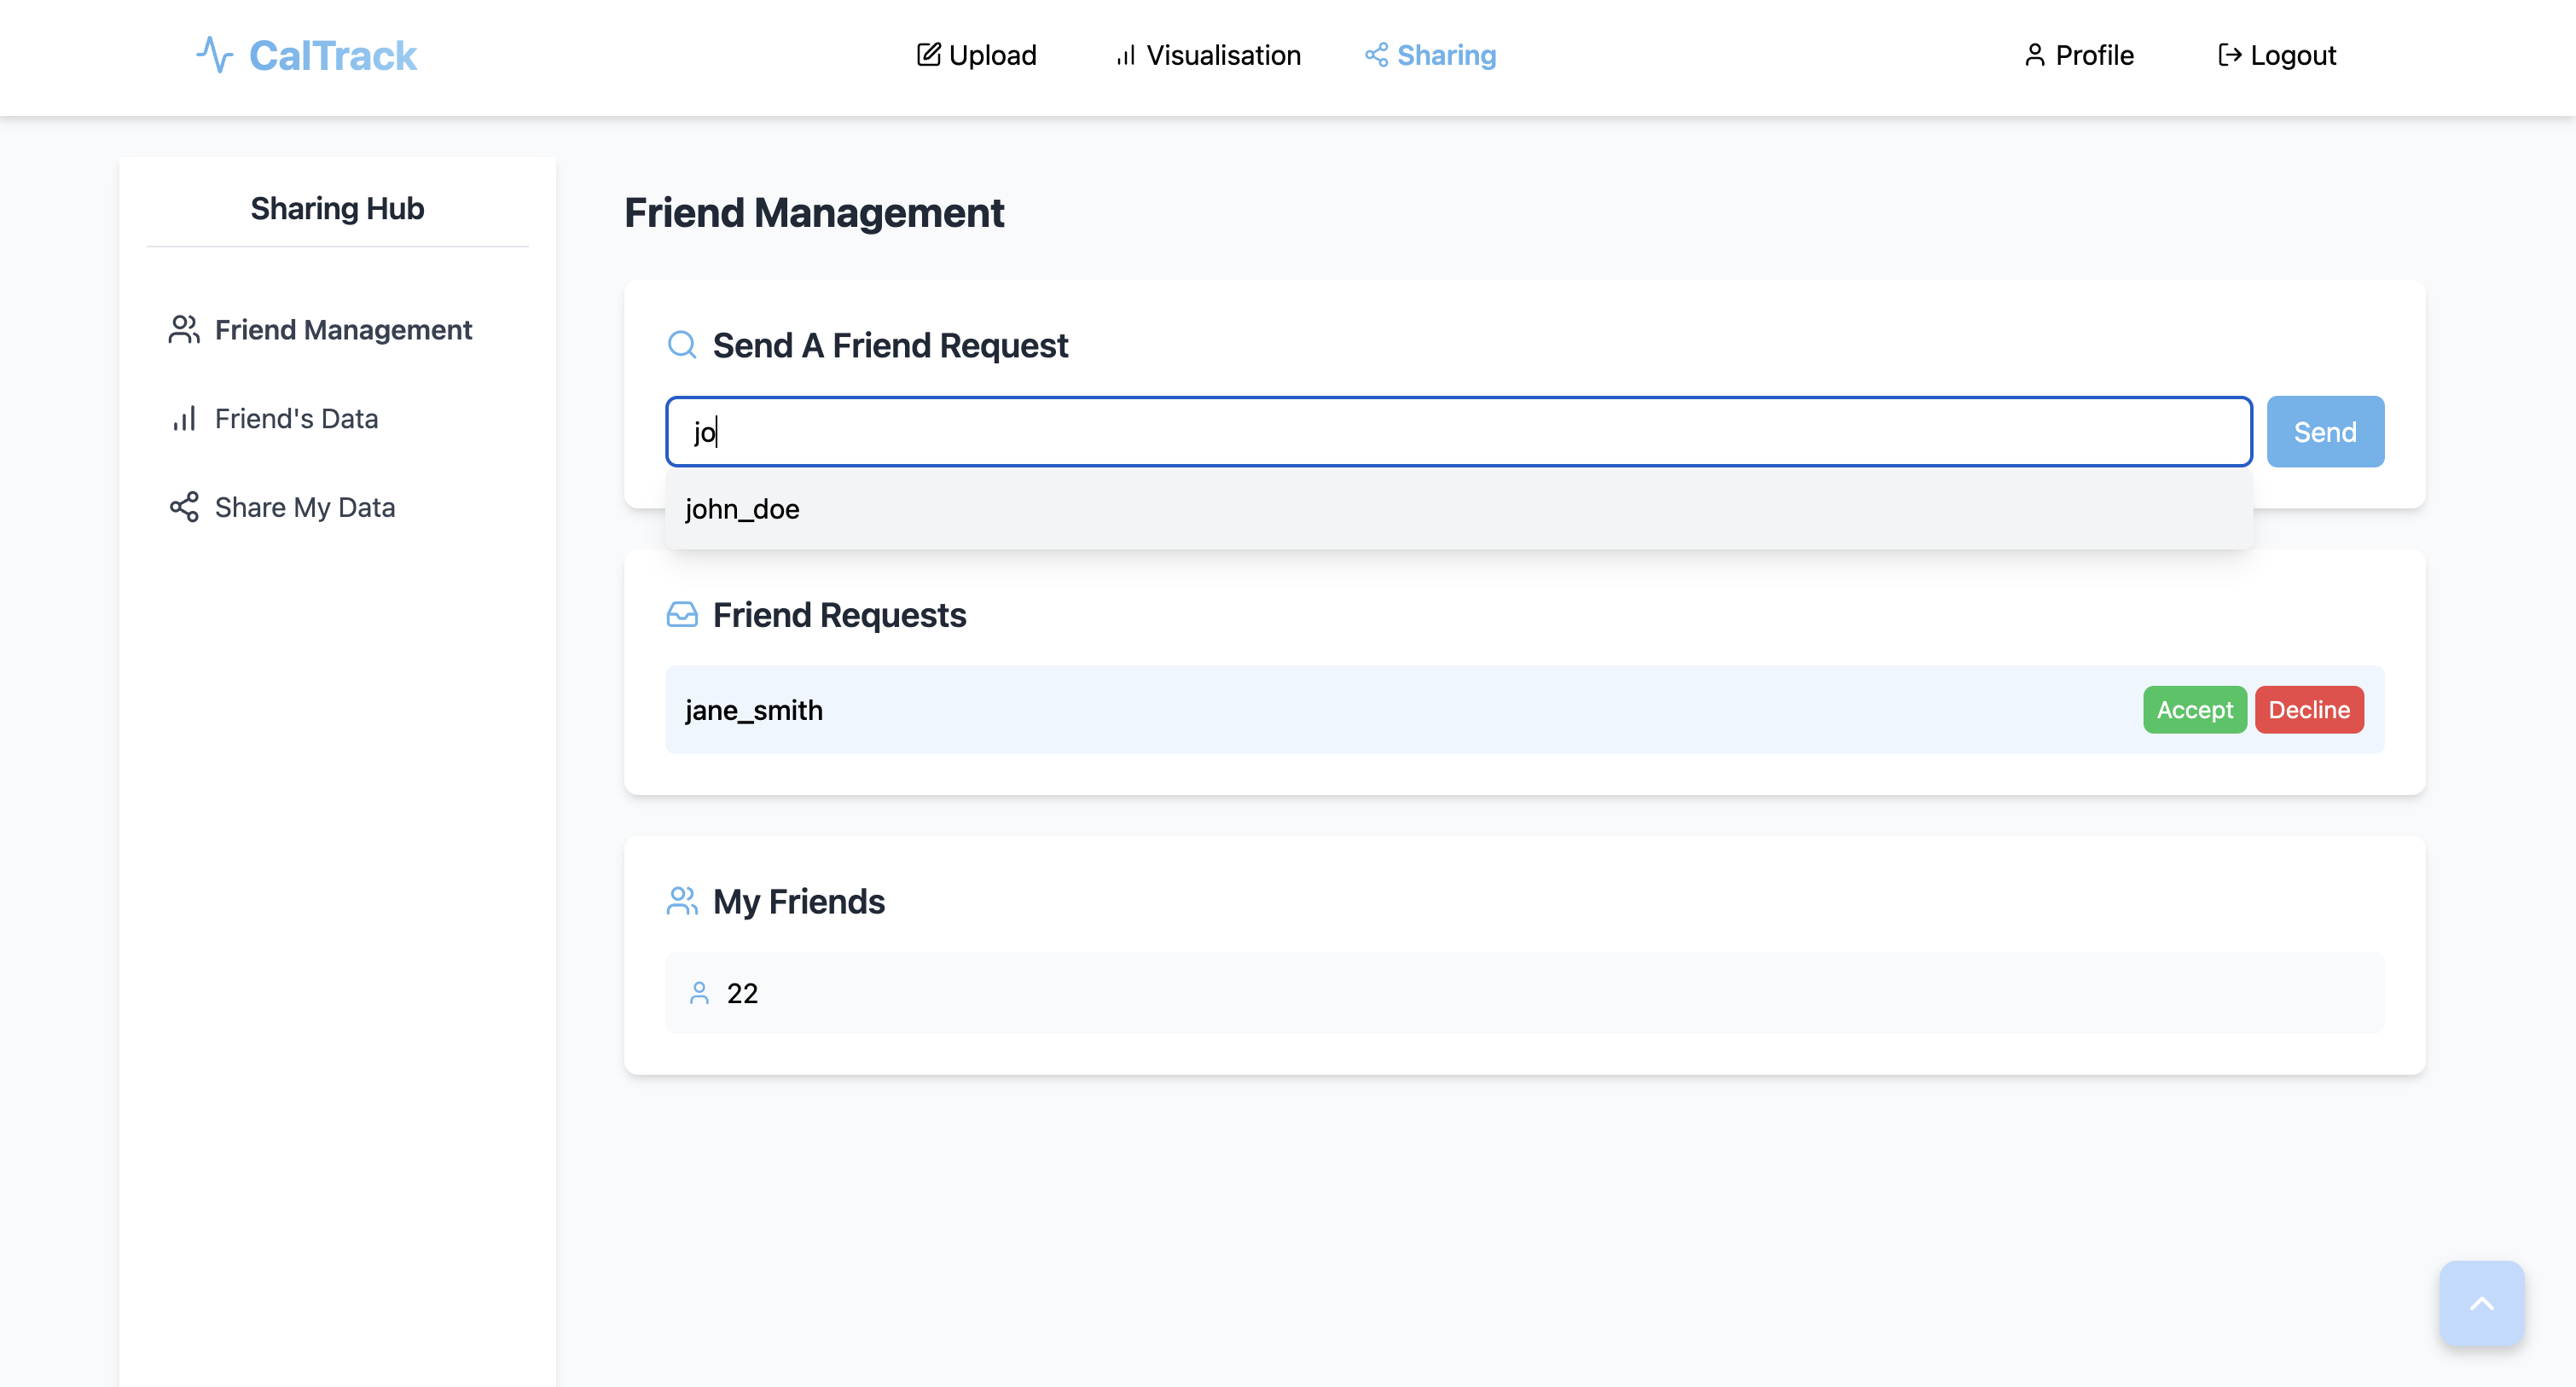 CalTrack
Upload
Visualisation
Sharing
Profile
Logout
Sharing Hub
Friend Management
Friend's Data
Share My Data
Friend Management
Send A Friend Request
jo
Send
john_doe
Friend Requests
jane_smith
Accept
Decline
My Friends
22